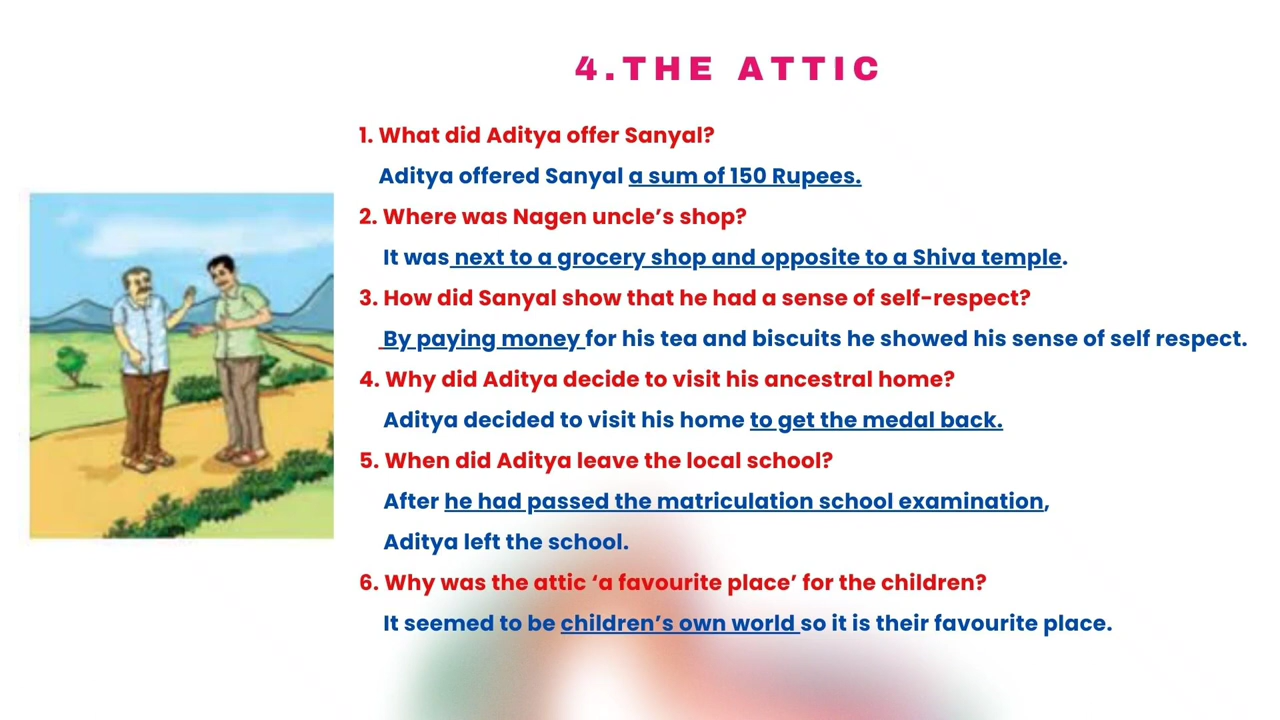 4.THE ATTIC
1. What did Aditya offer Sanyal?
Aditya offered Sanyal a sum of 150 Rupees.
2. Where was Nagen uncle’s shop?
It was next to a grocery shop and opposite to a Shiva temple.
3. How did Sanyal show that he had a sense of self-respect?
By paying money for his tea and biscuits he showed his sense of self respect.
4. Why did Aditya decide to visit his ancestral home?
Aditya decided to visit his home to get the medal back.
5. When did Aditya leave the local school?
After he had passed the matriculation school examination,
Aditya left the school.
6. Why was the attic ‘a favourite place’ for the children?
It seemed to be children’s own world so it is their favourite place.